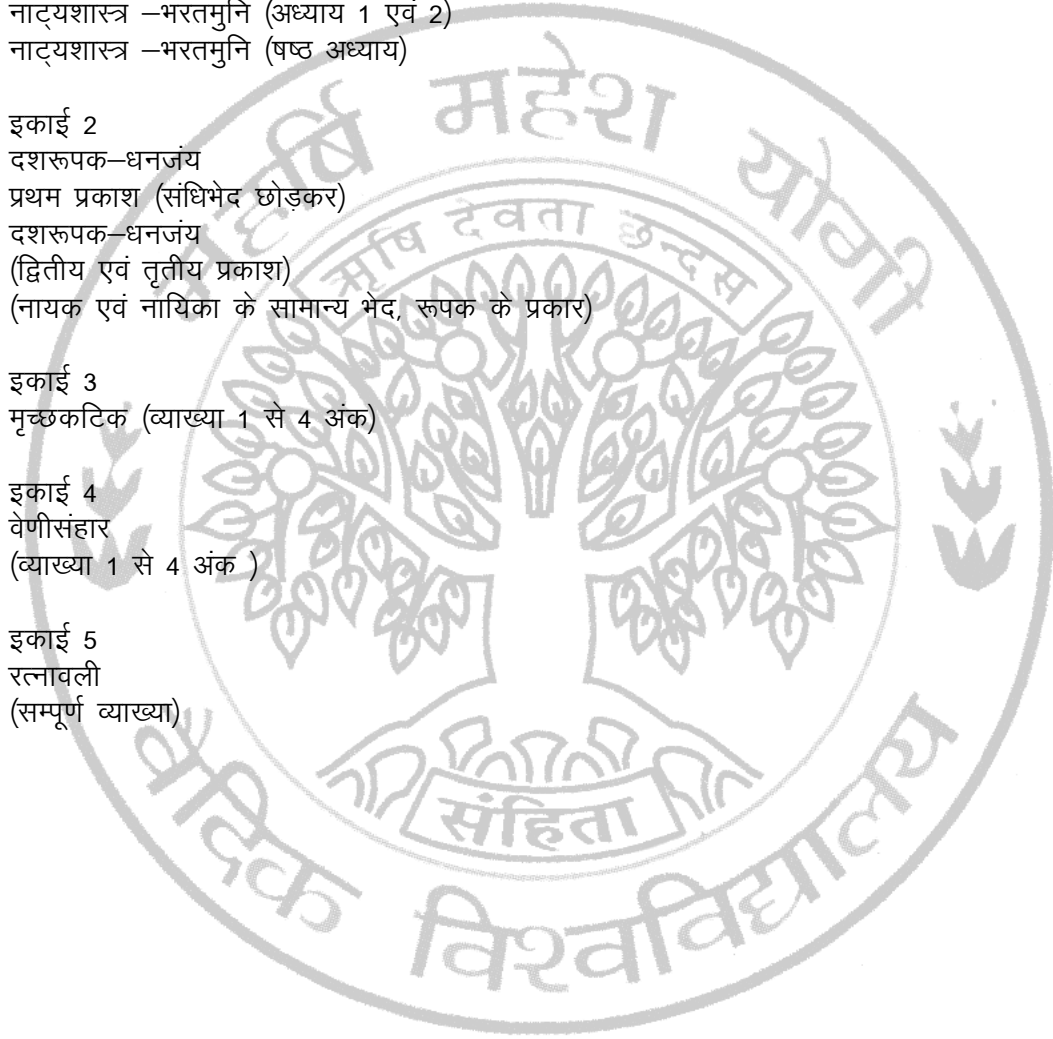 नाट्यशास्त्र –भरतमुनि (अध्याय 1 एवं 2)
नाट्यशास्त्र –भरतमुनि (षष्ठ अध्याय)
इकाई 2
दशरूपक–धनजंय
प्रथम प्रकाश (संधिभेद छोड़कर)
दशरूपक–धनजंय
(द्वितीय एवं तृतीय प्रकाश)
(नायक एवं नायिका के सामान्य भेद, रूपक के प्रकार)
इकाई 3
मृच्छकटिक (व्याख्या 1 से 4 अंक)
इकाई 4
वेणीसंहार
(व्याख्या 1 से 4 अंक )
इकाई 5
रत्नावली
(सम्पूर्ण व्याख्या)
महर्षि महेश योगी
ऋषि देवता छन्दस
संहिता
वैदिक विश्वविद्यालय